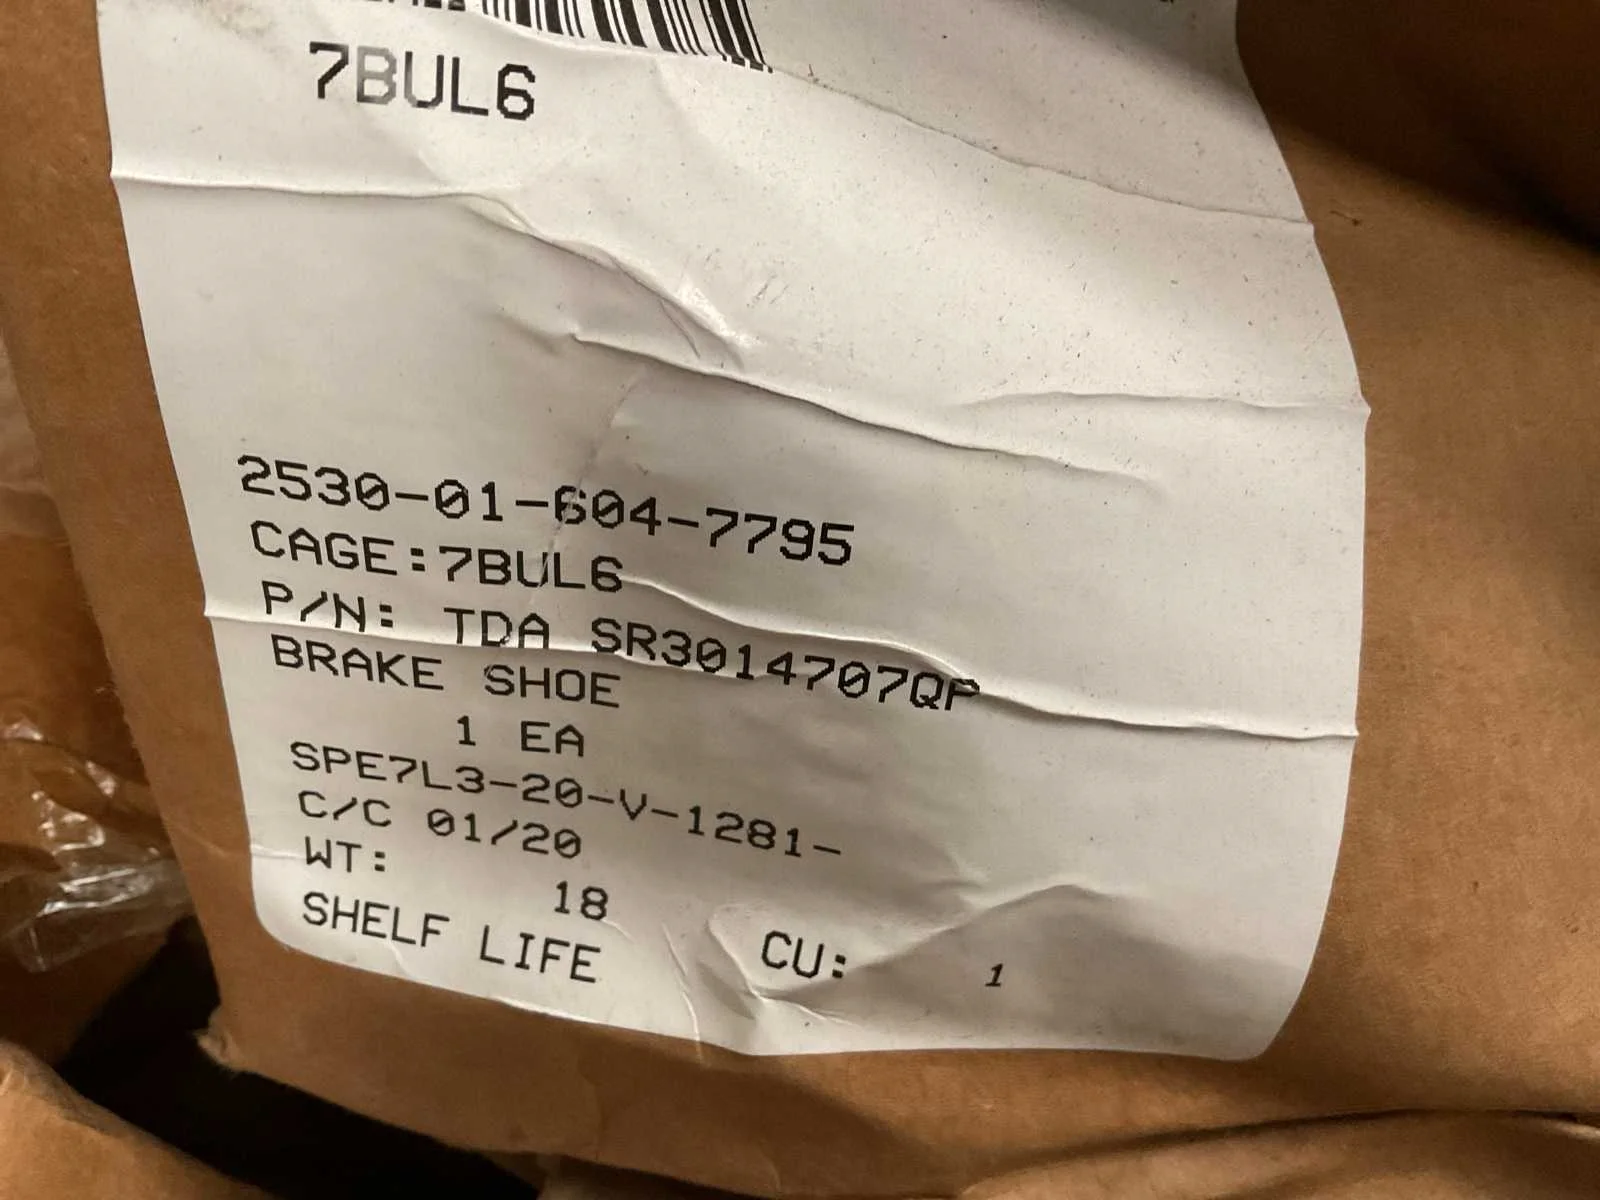 7BUL6
2530-01-604-7795
CAGE:7BUL6
P/N: TDA SR3014707QP
BRAKE SHOE
1 EA
SPE7L3-20-V-1281-
C/C 01/20
WT: 18
SHELF LIFE CU: 1